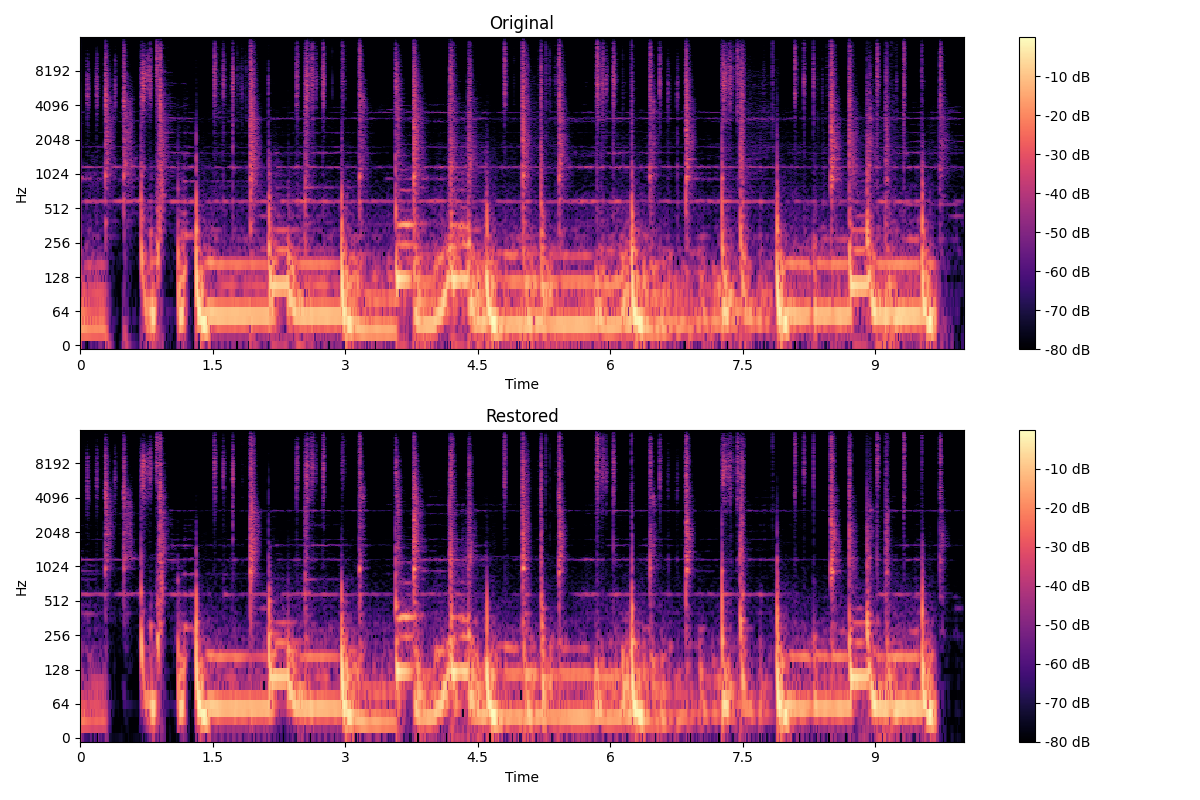 Original
8192
4096
2048
1024
512
256
128
64
0
Hz
0 1.5 3 4.5 6 7.5 9
Time
-10 dB
-20 dB
-30 dB
-40 dB
-50 dB
-60 dB
-70 dB
-80 dB
Restored
8192
4096
2048
1024
512
256
128
64
0
Hz
0 1.5 3 4.5 6 7.5 9
Time
-10 dB
-20 dB
-30 dB
-40 dB
-50 dB
-60 dB
-70 dB
-80 dB